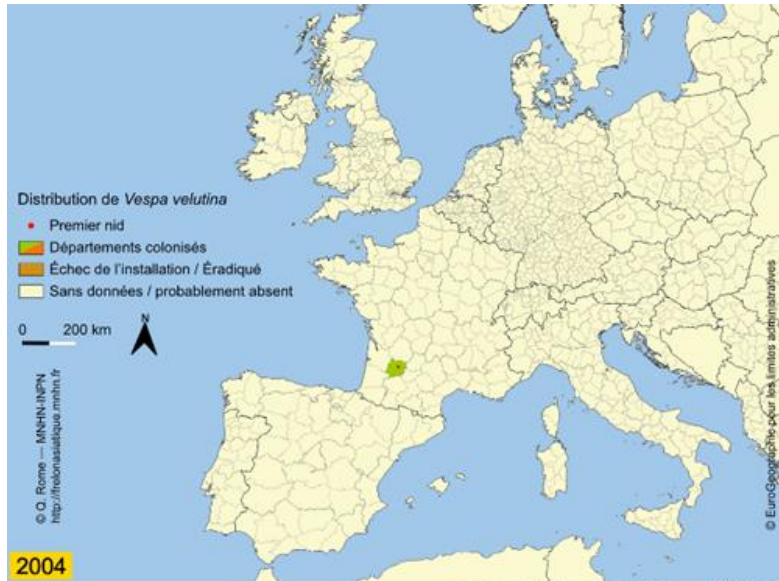 Distribution de Vespa velutina
Premier nid
Départements colonisés
Échec de l'installation / Éradiqué
Sans données / probablement absent
0 200 km
N
© Q. Rome — MNHN-INPN
http://frelonasiatique.mnhn.fr
© EuroGeographic pour les limites administratives
2004